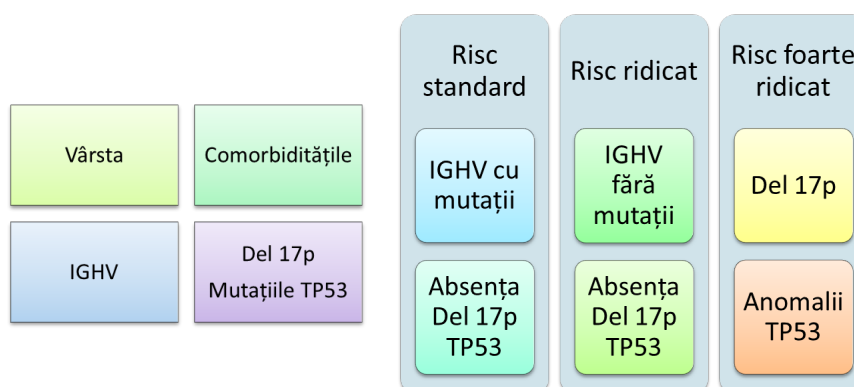 Vârsta
Comorbiditățile
IGHV
Del 17p
Mutațiile TP53
Risc
standard
IGHV cu
mutații
Absența
Del 17p
TP53
Risc ridicat
IGHV
fără
mutații
Absența
Del 17p
TP53
Risc foarte
ridicat
Del 17p
Anomalii
TP53